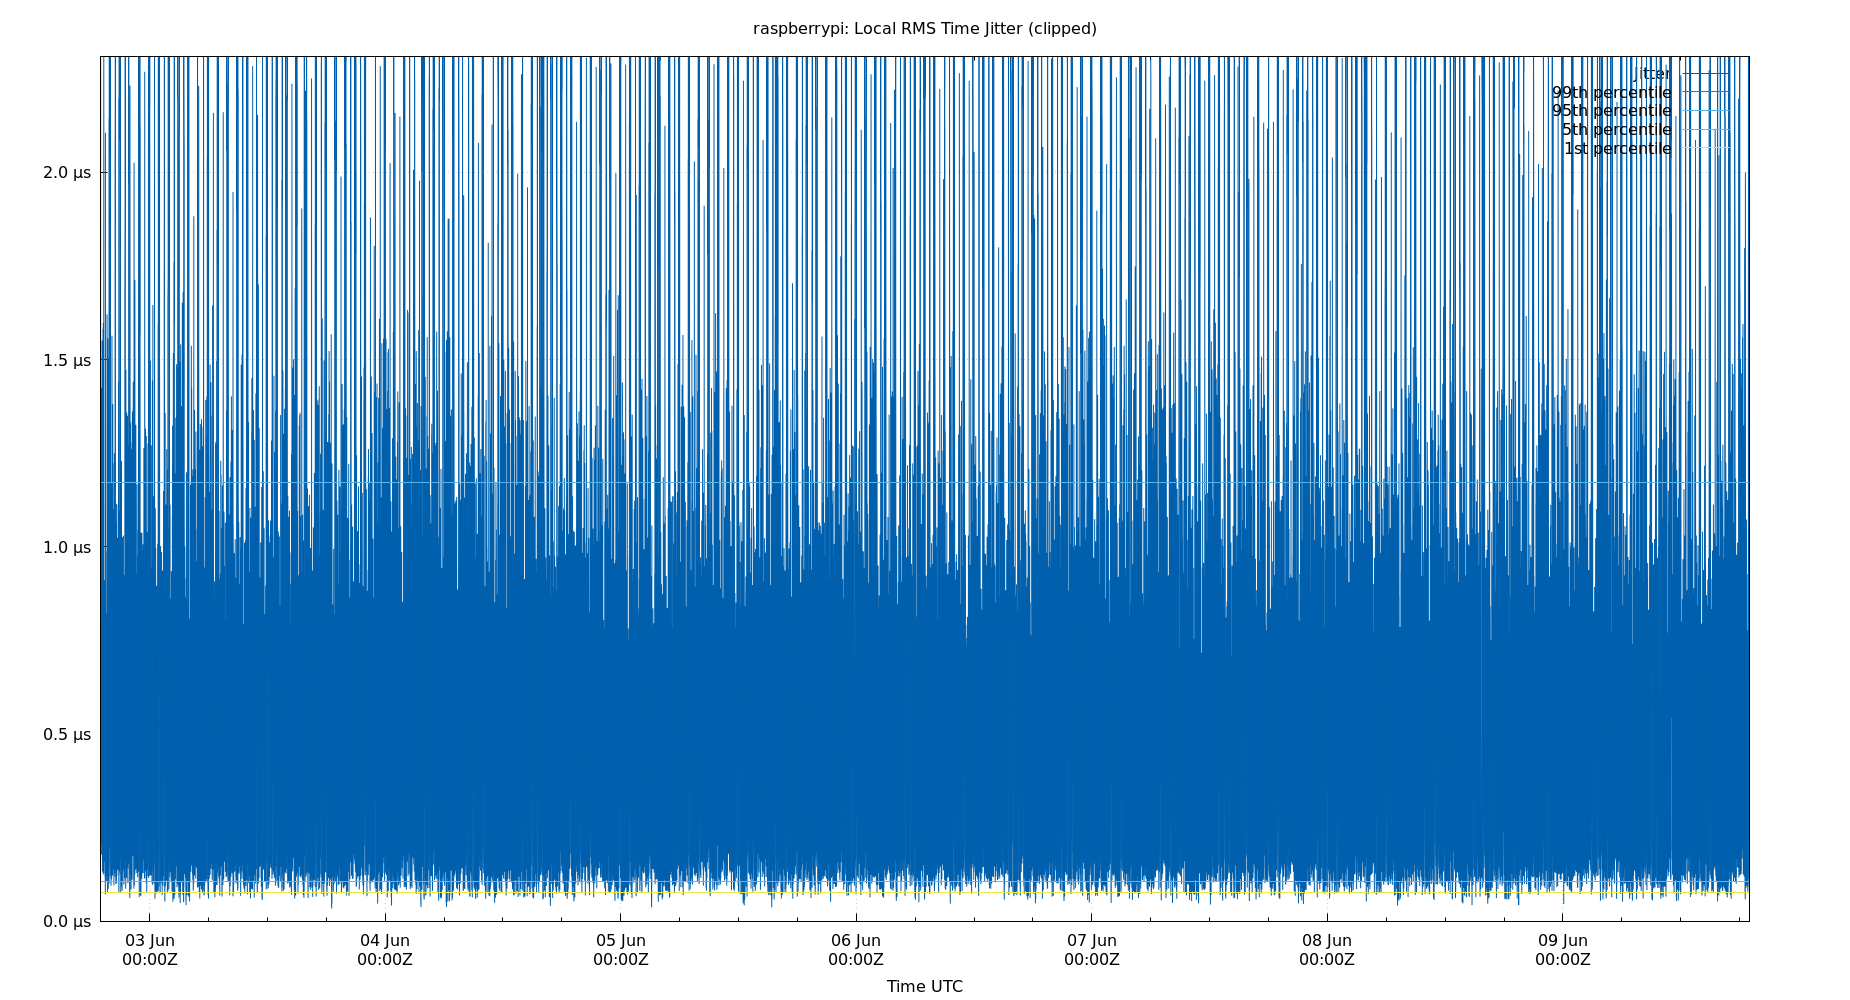 raspberrypi: Local RMS Time Jitter (clipped)
jitter
99th percentile
95th percentile
5th percentile
1st percentile
2.0 µs
1.5 µs
1.0 µs
0.5 µs
0.0 µs
03 Jun 04 Jun 05 Jun 06 Jun 07 Jun 08 Jun 09 Jun
00:00Z 00:00Z 00:00Z 00:00Z 00:00Z 00:00Z 00:00Z
Time UTC